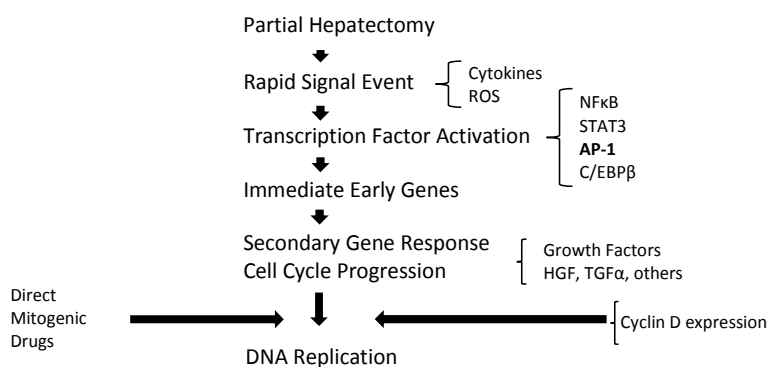 Partial Hepatectomy
Rapid Signal Event
Cytokines
ROS
Transcription Factor Activation
NFκB
STAT3
AP-1
C/EBPβ
Immediate Early Genes
Secondary Gene Response
Cell Cycle Progression
Growth Factors
HGF, TGFα, others
Direct
Mitogenic
Drugs
Cyclin D expression
DNA Replication